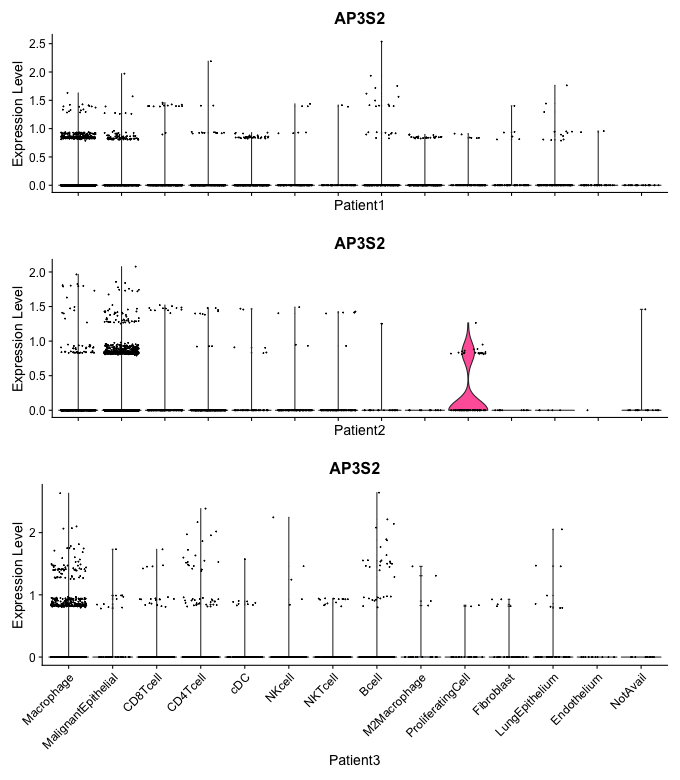 AP3S2
Expression Level
2.5
2.0
1.5
1.0
0.5
0.0
Patient1
AP3S2
Expression Level
2.0
1.5
1.0
0.5
0.0
Patient2
AP3S2
Expression Level
2
1
0
Macrophage
MalignantEpithelial
CD8Tcell
CD4Tcell
cDC
NKcell
NKTcell
Bcell
M2Macrophage
ProliferatingCell
Fibroblast
LungEpithelium
Endothelium
NotAvail
Patient3